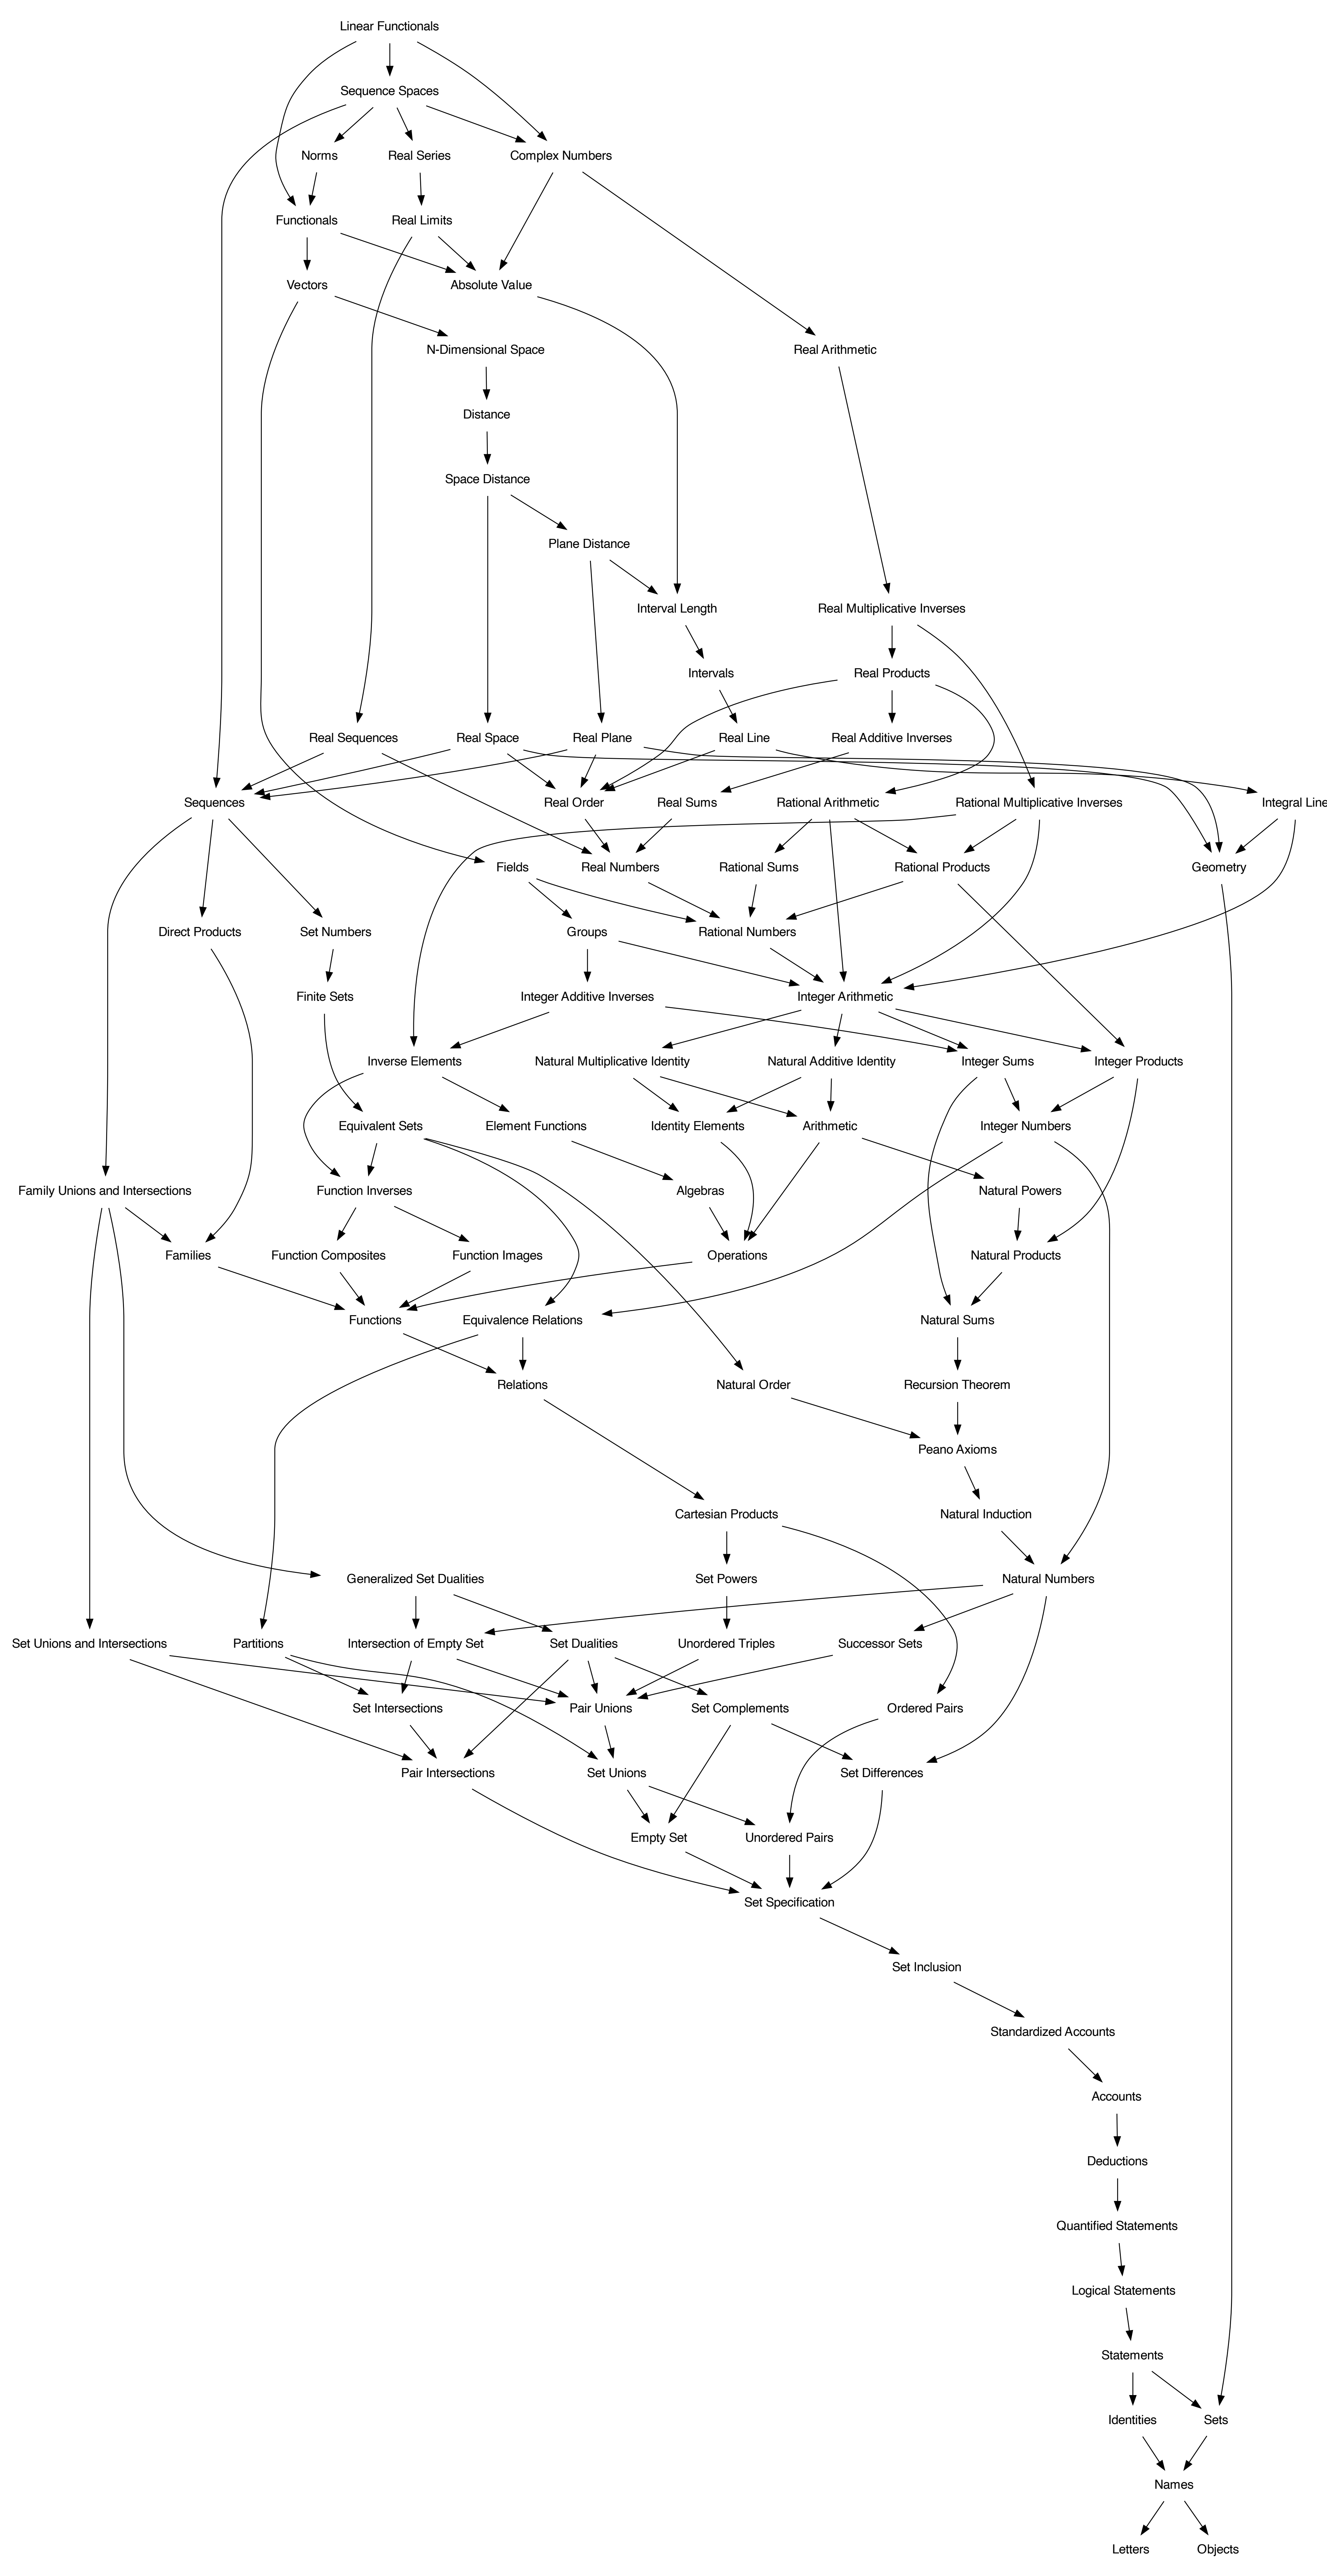 Linear Functionals
Sequence Spaces
Norms
Real Series
Complex Numbers
Functionals
Real Limits
Vectors
Absolute Value
N-Dimensional Space
Real Arithmetic
Distance
Space Distance
Plane Distance
Interval Length
Real Multiplicative Inverses
Intervals
Real Products
Real Sequences
Real Space
Real Plane
Real Line
Real Additive Inverses
Sequences
Real Order
Real Sums
Rational Arithmetic
Rational Multiplicative Inverses
Integral Line
Fields
Real Numbers
Rational Sums
Rational Products
Geometry
Direct Products
Set Numbers
Groups
Rational Numbers
Finite Sets
Integer Additive Inverses
Integer Arithmetic
Inverse Elements
Natural Multiplicative Identity
Natural Additive Identity
Integer Sums
Integer Products
Equivalent Sets
Element Functions
Identity Elements
Arithmetic
Integer Numbers
Family Unions and Intersections
Function Inverses
Algebras
Natural Powers
Families
Function Composites
Function Images
Operations
Natural Products
Functions
Equivalence Relations
Natural Sums
Relations
Natural Order
Recursion Theorem
Peano Axioms
Cartesian Products
Natural Induction
Generalized Set Dualities
Set Powers
Natural Numbers
Set Unions and Intersections
Partitions
Intersection of Empty Set
Set Dualities
Unordered Triples
Successor Sets
Set Intersections
Pair Unions
Set Complements
Ordered Pairs
Pair Intersections
Set Unions
Set Differences
Empty Set
Unordered Pairs
Set Specification
Set Inclusion
Standardized Accounts
Accounts
Deductions
Quantified Statements
Logical Statements
Statements
Identities
Sets
Names
Letters
Objects